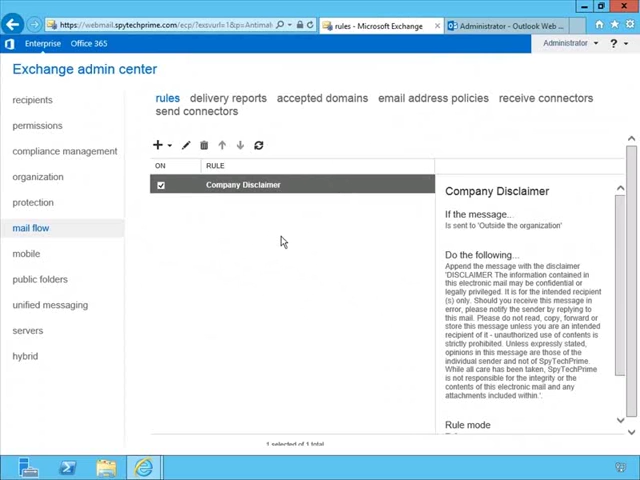 https://webmail.spytechprime.com/ecp/?exsvurl=1&p=Antimal
rules - Microsoft Exchange
Administrator - Outlook Web ...
Enterprise Office 365
Administrator ?
Exchange admin center
recipients
permissions
compliance management
organization
protection
mail flow
mobile
public folders
unified messaging
servers
hybrid
rules delivery reports accepted domains email address policies receive connectors
send connectors
ON RULE
Company Disclaimer
Company Disclaimer
If the message...
Is sent to 'Outside the organization'
Do the following...
Append the message with the disclaimer
'DISCLAIMER The information contained in
this electronic mail may be confidential or
legally privileged. It is for the intended recipient
(s) only. Should you receive this message in
error, please notify the sender by replying to
this mail. Please do not read, copy, forward or
store this message unless you are an intended
recipient of it - unauthorized use of contents is
strictly prohibited. Unless expressly stated,
opinions in this message are those of the
individual sender and not of SpyTechPrime.
While all care has been taken, SpyTechPrime
is not responsible for the integrity or the
contents of this electronic mail and any
attachments included within.'.
Rule mode
1 selected of 1 total